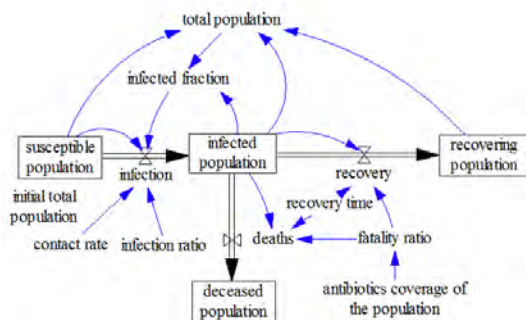 total population
infected fraction
susceptible
population
infected
population
recovering
population
infection
recovery
initial total
population
recovery time
contact rate
infection ratio
deaths
fatality ratio
deceased
population
antibiotics coverage of
the population